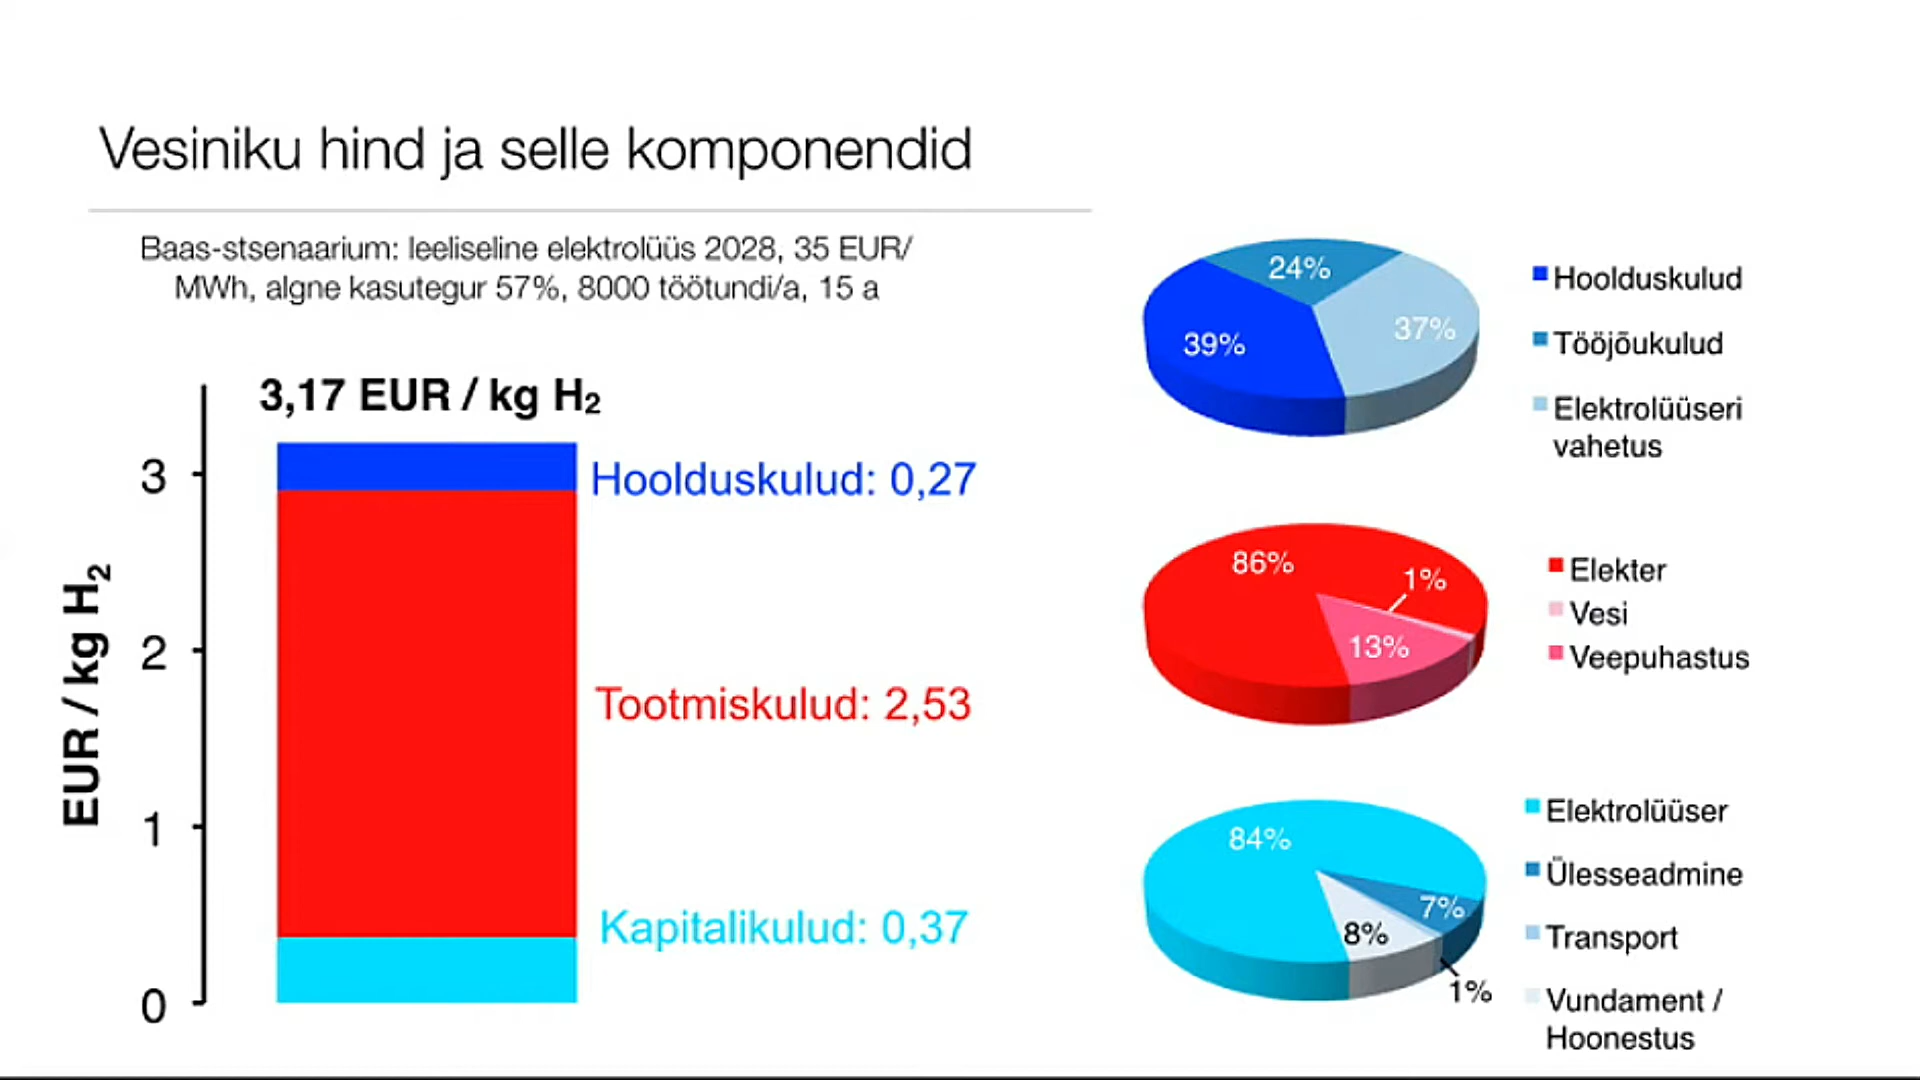 Vesiniku hind ja selle komponendid
Baas-stsenaarium: leeliseline elektrolüüs 2028, 35 EUR/
MWh, algne kasutegur 57%, 8000 töötundi/a, 15 a
3,17 EUR / kg H₂
EUR / kg H₂
3
2
1
0
Hoolduskulud: 0,27
Tootmiskulud: 2,53
Kapitalikulud: 0,37
24%
37%
39%
Hoolduskulud
Tööjõukulud
Elektrolüüseri
vahetus
86%
1%
13%
Elekter
Vesi
Veepuhastus
84%
7%
8%
1%
Elektrolüüser
Ülesseadmine
Transport
Vundament /
Hoonestus